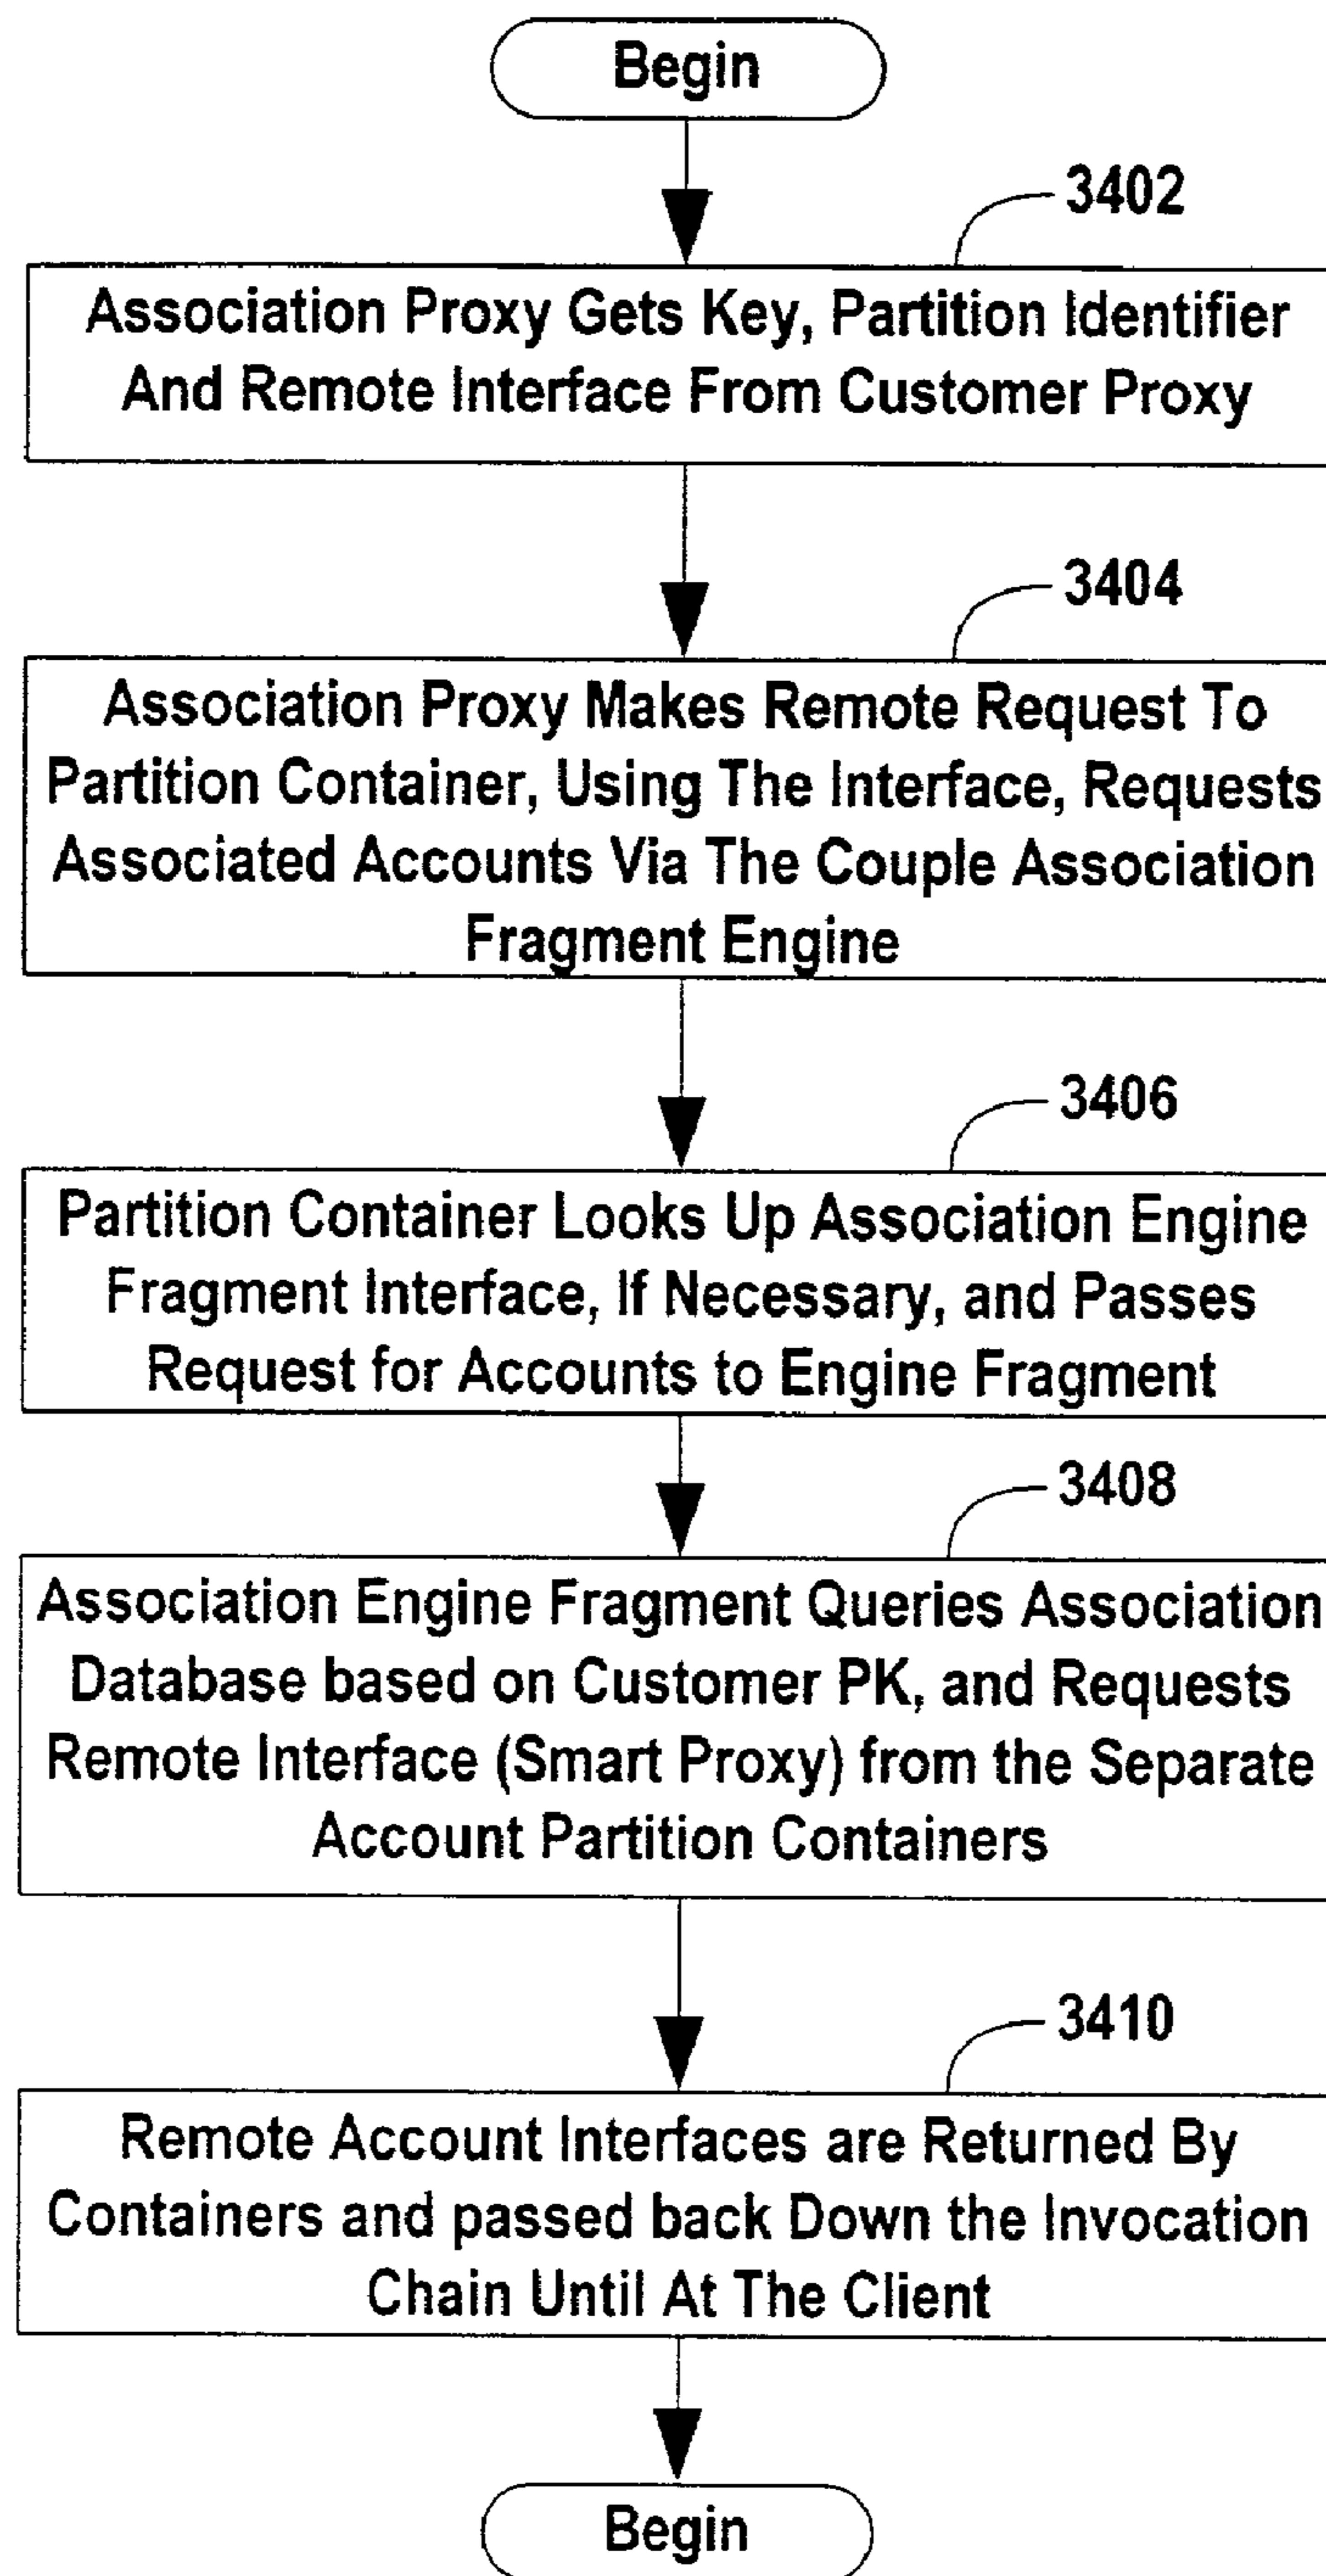 Begin
3402
Association Proxy Gets Key, Partition Identifier
And Remote Interface From Customer Proxy
3404
Association Proxy Makes Remote Request To
Partition Container, Using The Interface, Requests
Associated Accounts Via The Couple Association
Fragment Engine
3406
Partition Container Looks Up Association Engine
Fragment Interface, If Necessary, and Passes
Request for Accounts to Engine Fragment
3408
Association Engine Fragment Queries Association
Database based on Customer PK, and Requests
Remote Interface (Smart Proxy) from the Separate
Account Partition Containers
3410
Remote Account Interfaces are Returned By
Containers and passed back Down the Invocation
Chain Until At The Client
Begin